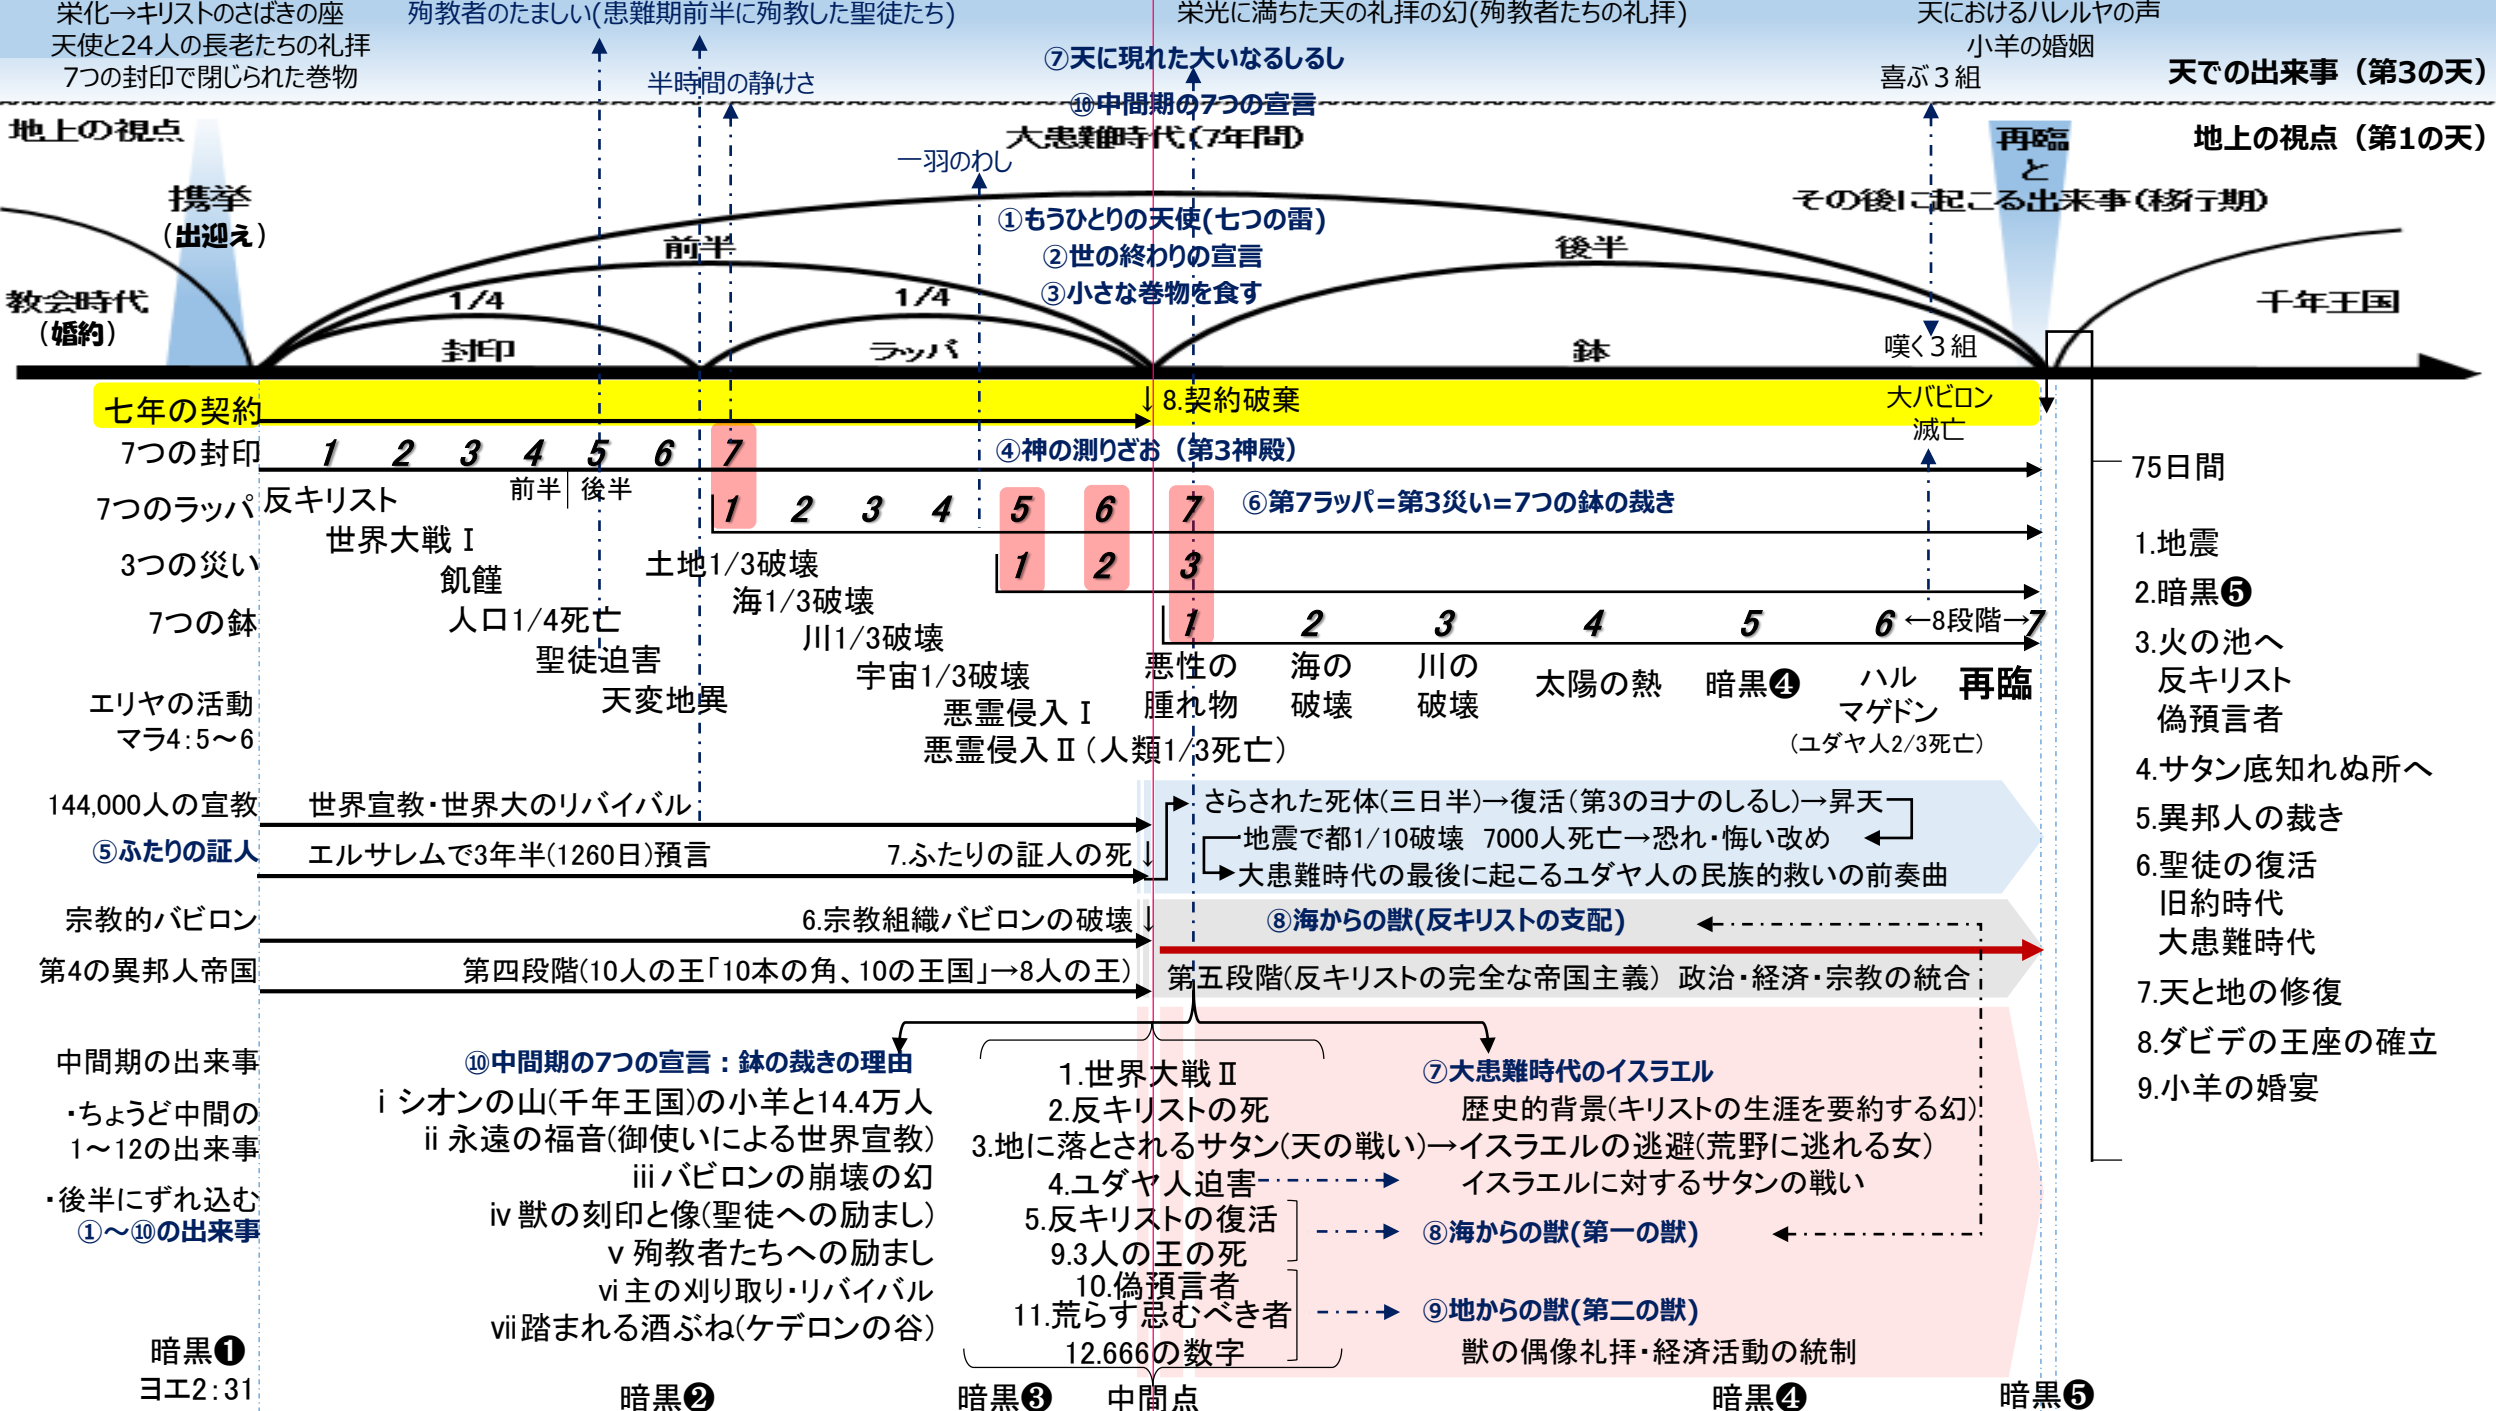 栄化→キリストのさばきの座
天使と24人の長老たちの礼拝
7つの封印で閉じられた巻物
殉教者のたましい(患難期前半に殉教した聖徒たち)
半時間の静けさ
栄光に満ちた天の礼拝の幻(殉教者たちの礼拝)
⑦天に現れた大いなるしるし
⑩中間期の7つの宣言
天におけるハレルヤの声
小羊の婚姻
喜ぶ3組
天での出来事（第3の天）
地上の視点
大患難時代(7年間)
地上の視点（第1の天）
携挙
(出迎え)
一羽のわし
再臨
と
その後に起こる出来事(移行期)
①もうひとりの天使(七つの雷)
②世の終わりの宣言
③小さな巻物を食す
前半
後半
教会時代
(婚約)
1/4
1/4
千年王国
封印
ラッパ
鉢
嘆く3組
七年の契約
↓8.契約破棄
大バビロン
滅亡
7つの封印
1 2 3 4 5 6 7
④神の測りざお（第3神殿）
75日間
前半
後半
7つのラッパ
反キリスト
1 2 3 4 5 6 7
⑥第7ラッパ=第3災い=7つの鉢の裁き
世界大戦Ⅰ
3つの災い
飢饉
土地1/3破壊
1 2 3
1.地震
2.暗黒❺
7つの鉢
人口1/4死亡
海1/3破壊
川1/3破壊
1 2 3 4 5 6 ←8段階→7
3.火の池へ
反キリスト
偽預言者
聖徒迫害
宇宙1/3破壊
天変地異
悪性の
腫れ物
海の
破壊
川の
破壊
太陽の熱
暗黒❹
ハル
マゲドン
再臨
(ユダヤ人2/3死亡)
エリヤの活動
マラ4:5～6
悪霊侵入Ⅰ
悪霊侵入Ⅱ(人類1/3死亡)
4.サタン底知れぬ所へ
5.異邦人の裁き
6.聖徒の復活
旧約時代
大患難時代
7.天と地の修復
8.ダビデの王座の確立
9.小羊の婚宴
144,000人の宣教
世界宣教・世界大のリバイバル
さらされた死体(三日半)→復活(第3のヨナのしるし)→昇天
地震で都1/10破壊 7000人死亡→恐れ・悔い改め
大患難時代の最後に起こるユダヤ人の民族的救いの前奏曲
⑤ふたりの証人
エルサレムで3年半(1260日)預言
7.ふたりの証人の死↓
宗教的バビロン
6.宗教組織バビロンの破壊↓
⑧海からの獣(反キリストの支配)
第4の異邦人帝国
第四段階(10人の王「10本の角、10の王国」→8人の王)
第五段階(反キリストの完全な帝国主義) 政治・経済・宗教の統合
中間期の出来事
・ちょうど中間の
1～12の出来事
・後半にずれ込む
①～⑩の出来事
⑩中間期の7つの宣言：鉢の裁きの理由
ⅰ シオンの山(千年王国)の小羊と14.4万人
ⅱ 永遠の福音(御使いによる世界宣教)
ⅲ バビロンの崩壊の幻
ⅳ 獣の刻印と像(聖徒への励まし)
ⅴ 殉教者たちへの励まし
ⅵ 主の刈り取り・リバイバル
ⅶ 踏まれる酒ぶね(ケデロンの谷)
1.世界大戦Ⅱ
2.反キリストの死
3.地に落とされるサタン(天の戦い)→イスラエルの逃避(荒野に逃れる女)
4.ユダヤ人迫害
5.反キリストの復活
9.3人の王の死
10.偽預言者
11.荒らす忌むべき者
12.666の数字
⑦大患難時代のイスラエル
歴史的背景(キリストの生涯を要約する幻)
イスラエルに対するサタンの戦い
⑧海からの獣(第一の獣)
⑨地からの獣(第二の獣)
獣の偶像礼拝・経済活動の統制
暗黒❶
ヨエ2:31
暗黒❷
暗黒❸
中間点
暗黒❹
暗黒❺